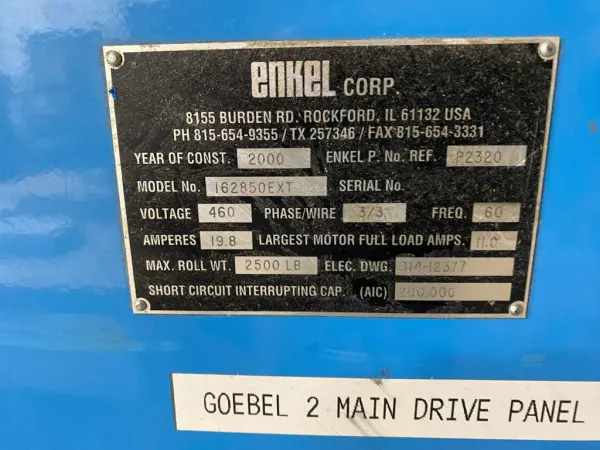 enkel CORP.
8155 BURDEN RD. ROCKFORD, IL 61132 USA
PH 815-654-9355 / TX 257346 / FAX 815-654-3331
YEAR OF CONST. 2000 ENKEL P. No. REF. P2320
MODEL No. 162850EXT SERIAL No.
VOLTAGE 460 PHASE/WIRE 3/3 FREQ. 60
AMPERES 19.8 LARGEST MOTOR FULL LOAD AMPS. 11.0
MAX. ROLL WT. 2500 LB ELEC. DWG.
SHORT CIRCUIT INTERRUPTING CAP. (AIC) 200,000
GOEBEL 2 MAIN DRIVE PANEL